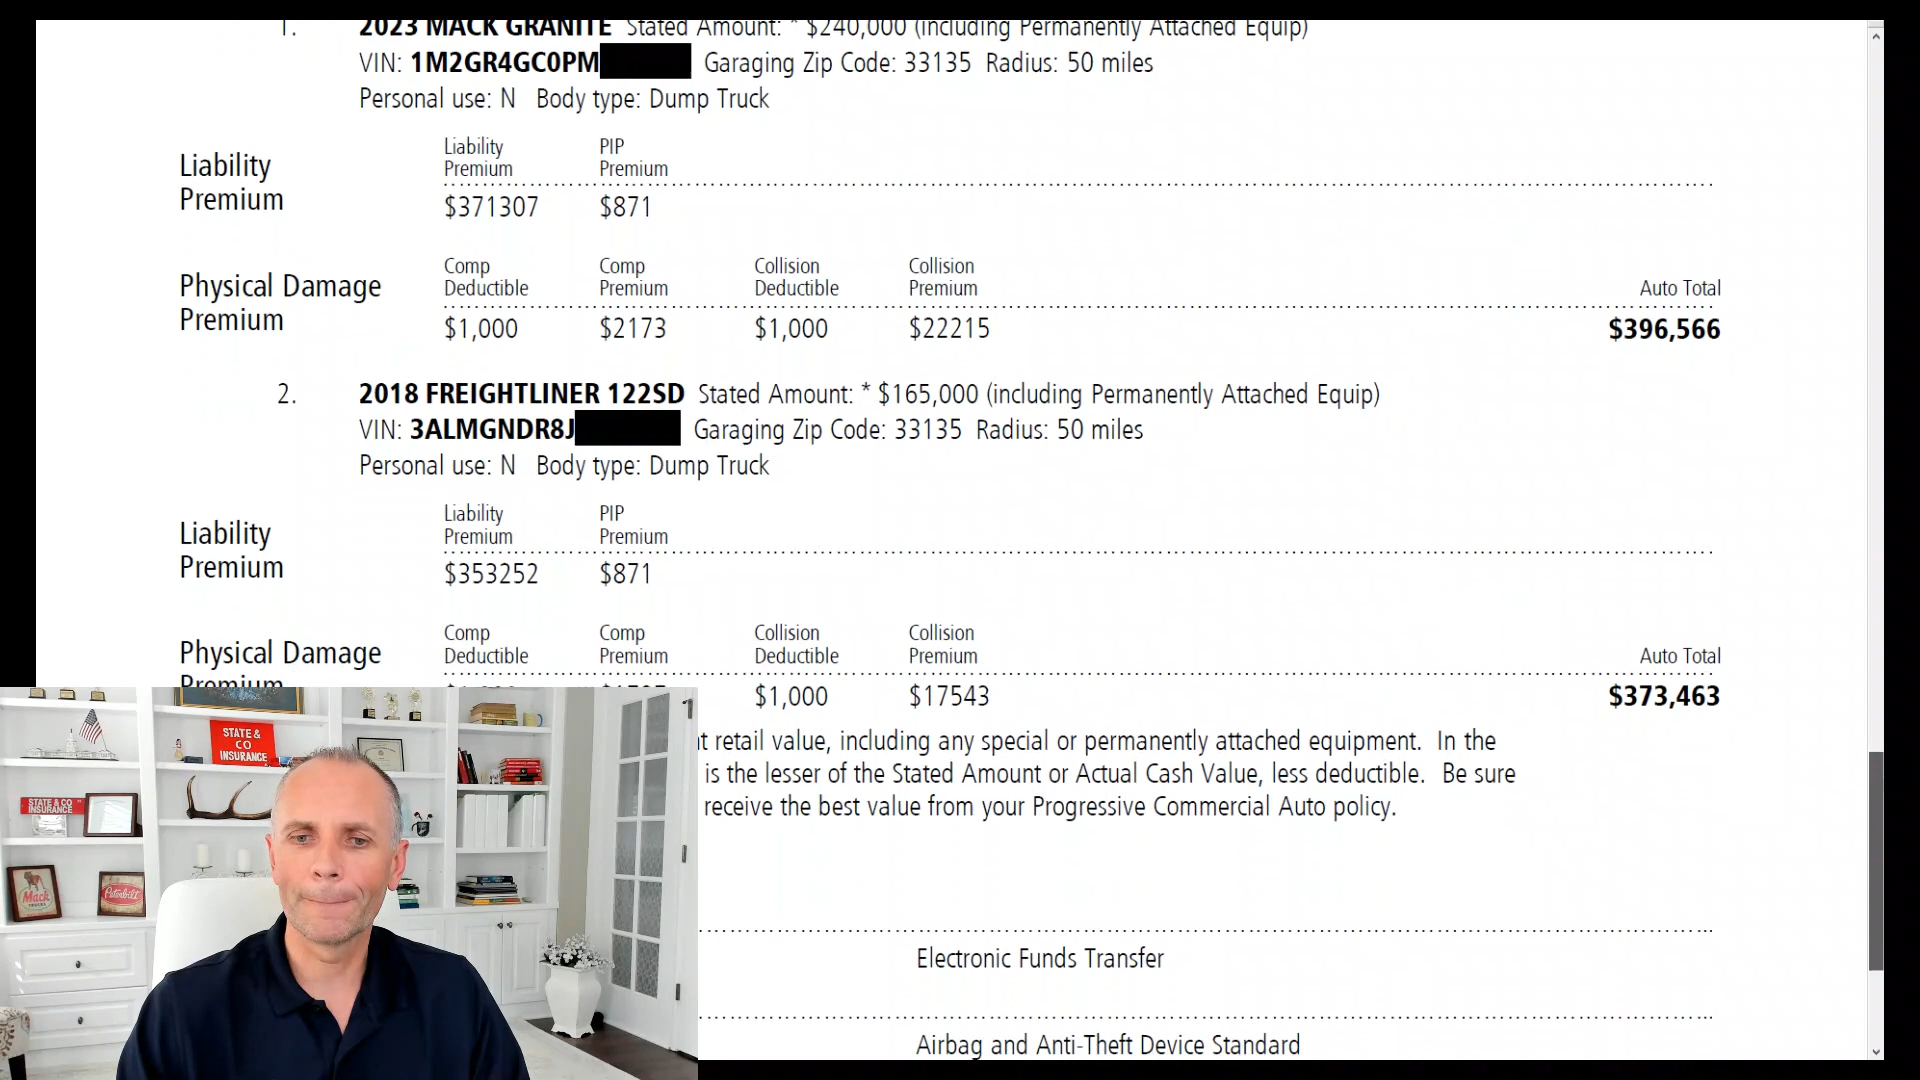 1. 2023 MACK GRANITE Stated Amount: * $240,000 (including Permanently Attached Equip)
VIN: 1M2GR4GC0PM Garaging Zip Code: 33135 Radius: 50 miles
Personal use: N Body type: Dump Truck
Liability Premium
Liability Premium
PIP Premium
$371307 $871
Physical Damage Premium
Comp Deductible
Comp Premium
Collision Deductible
Collision Premium
Auto Total
$1,000 $2173 $1,000 $22215 $396,566
2. 2018 FREIGHTLINER 122SD Stated Amount: * $165,000 (including Permanently Attached Equip)
VIN: 3ALMGNDR8J Garaging Zip Code: 33135 Radius: 50 miles
Personal use: N Body type: Dump Truck
Liability Premium
Liability Premium
PIP Premium
$353252 $871
Physical Damage Premium
Comp Deductible
Comp Premium
Collision Deductible
Collision Premium
Auto Total
$1,000 $17543 $373,463
retail value, including any special or permanently attached equipment. In the
is the lesser of the Stated Amount or Actual Cash Value, less deductible. Be sure
receive the best value from your Progressive Commercial Auto policy.
Electronic Funds Transfer
Airbag and Anti-Theft Device Standard
STATE &
CO
INSURANCE
STATE & CO
INSURANCE
Mack
Peterbilt